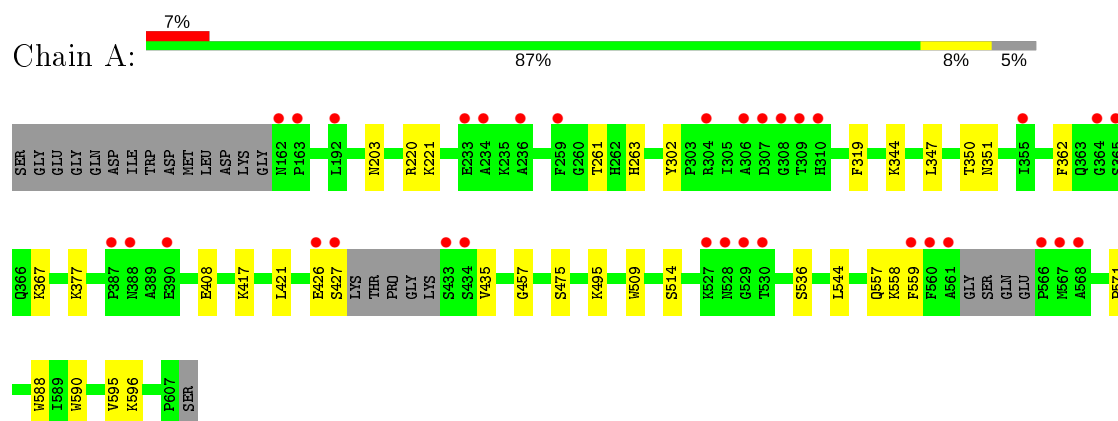 7%
Chain A:
87% 8% 5%
SER GLY GLU GLY GLN ASP ILE TRP ASP MET LEU ASP LYS GLY N162 P163 L192 N203 R220 K221 E233 A234 K235 A236 F259 G260 T261 H262 H263 Y302 P303 R304 I305 A306 D307 G308 T309 H310 F319 K344 L347 T350 N351 I355 F362 Q363 G364 S365
Q366 K367 K377 P387 N388 A389 E390 E408 K417 L421 E426 S427 LYS THR PRO GLY LYS S433 S434 V435 G457 S475 K495 W509 S514 K527 N528 G529 T530 S536 L544 Q557 K558 F559 F560 A561 GLY SER GLN GLU P566 M567 A568 P571
W588 I589 W590 V595 K596 P607 SER